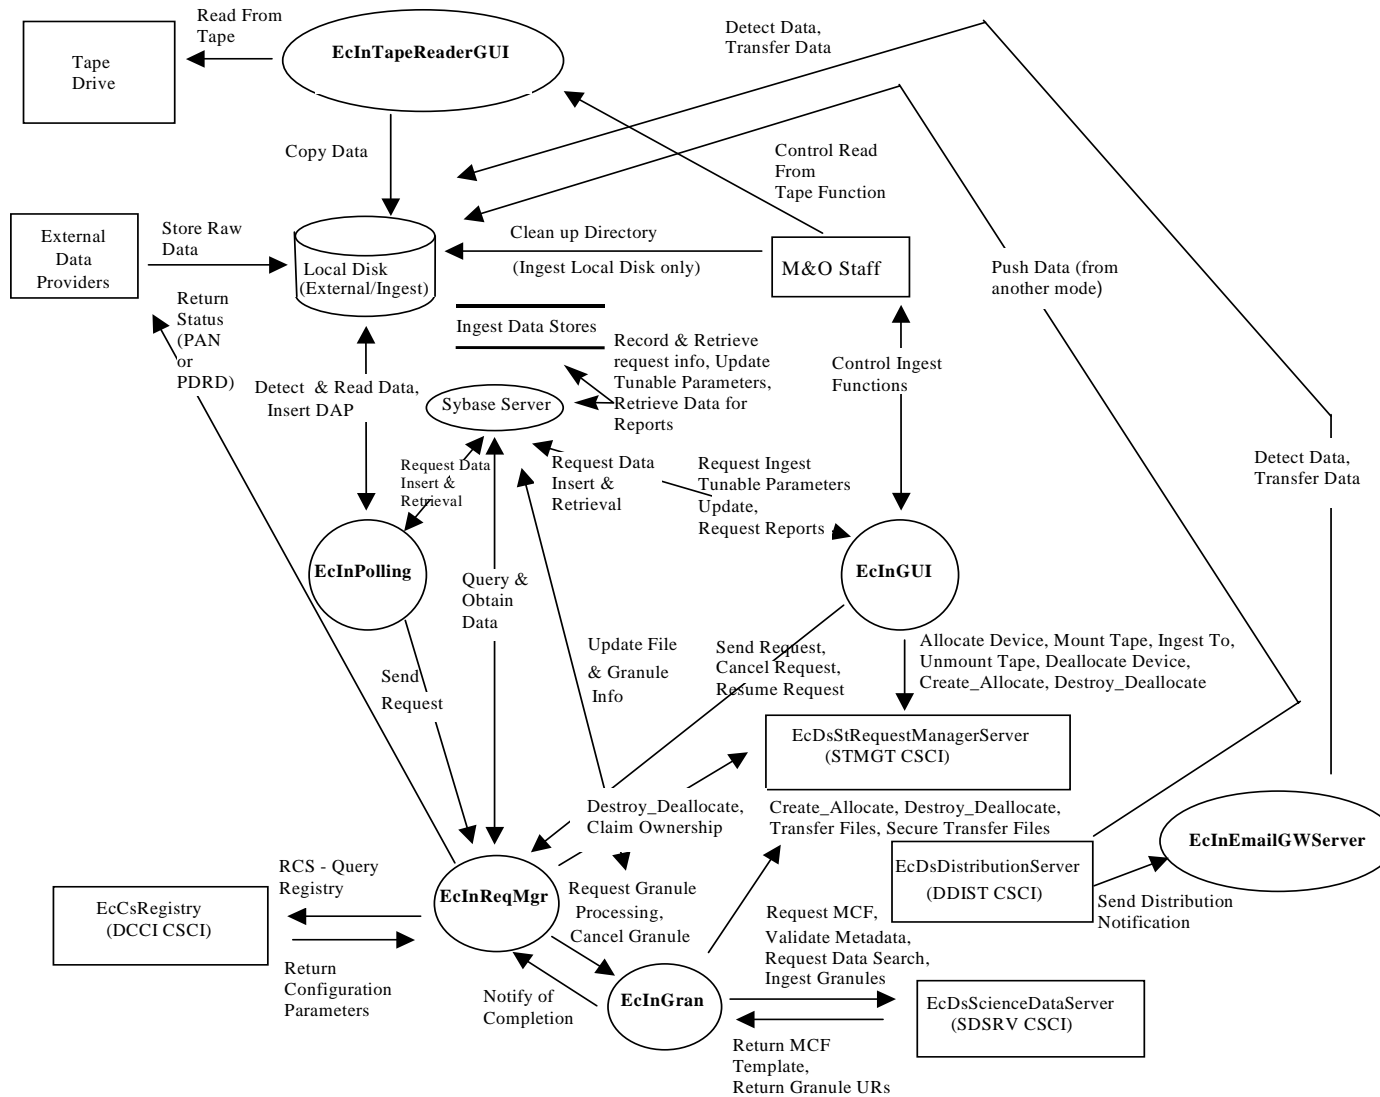 Read From
Tape
EcInTapeReaderGUI
Tape
Drive
Detect Data,
Transfer Data
Copy Data
Control Read
From
Tape Function
External
Data
Providers
Store Raw
Data
Local Disk
(External/Ingest)
Clean up Directory
(Ingest Local Disk only)
M&O Staff
Push Data (from
another mode)
Return
Status
(PAN
or
PDRD)
Ingest Data Stores
Record & Retrieve
request info, Update
Tunable Parameters,
Retrieve Data for
Reports
Control Ingest
Functions
Detect & Read Data,
Insert DAP
Sybase Server
Request Data
Insert &
Retrieval
Request Data
Insert &
Retrieval
Request Ingest
Tunable Parameters
Update,
Request Reports
Detect Data,
Transfer Data
EcInPolling
Query &
Obtain
Data
EcInGUI
Send
Request
Update File
& Granule
Info
Send Request,
Cancel Request,
Resume Request
Allocate Device, Mount Tape, Ingest To,
Unmount Tape, Deallocate Device,
Create_Allocate, Destroy_Deallocate
EcDsStRequestManagerServer
(STMGT CSCI)
Destroy_Deallocate,
Claim Ownership
Create_Allocate, Destroy_Deallocate,
Transfer Files, Secure Transfer Files
EcInEmailGWServer
EcDsDistributionServer
(DDIST CSCI)
Send Distribution
Notification
RCS - Query
Registry
EcCsRegistry
(DCCI CSCI)
EcInReqMgr
Return
Configuration
Parameters
Request Granule
Processing,
Cancel Granule
Request MCF,
Validate Metadata,
Request Data Search,
Ingest Granules
Notify of
Completion
EcInGran
EcDsScienceDataServer
(SDSRV CSCI)
Return MCF
Template,
Return Granule URs